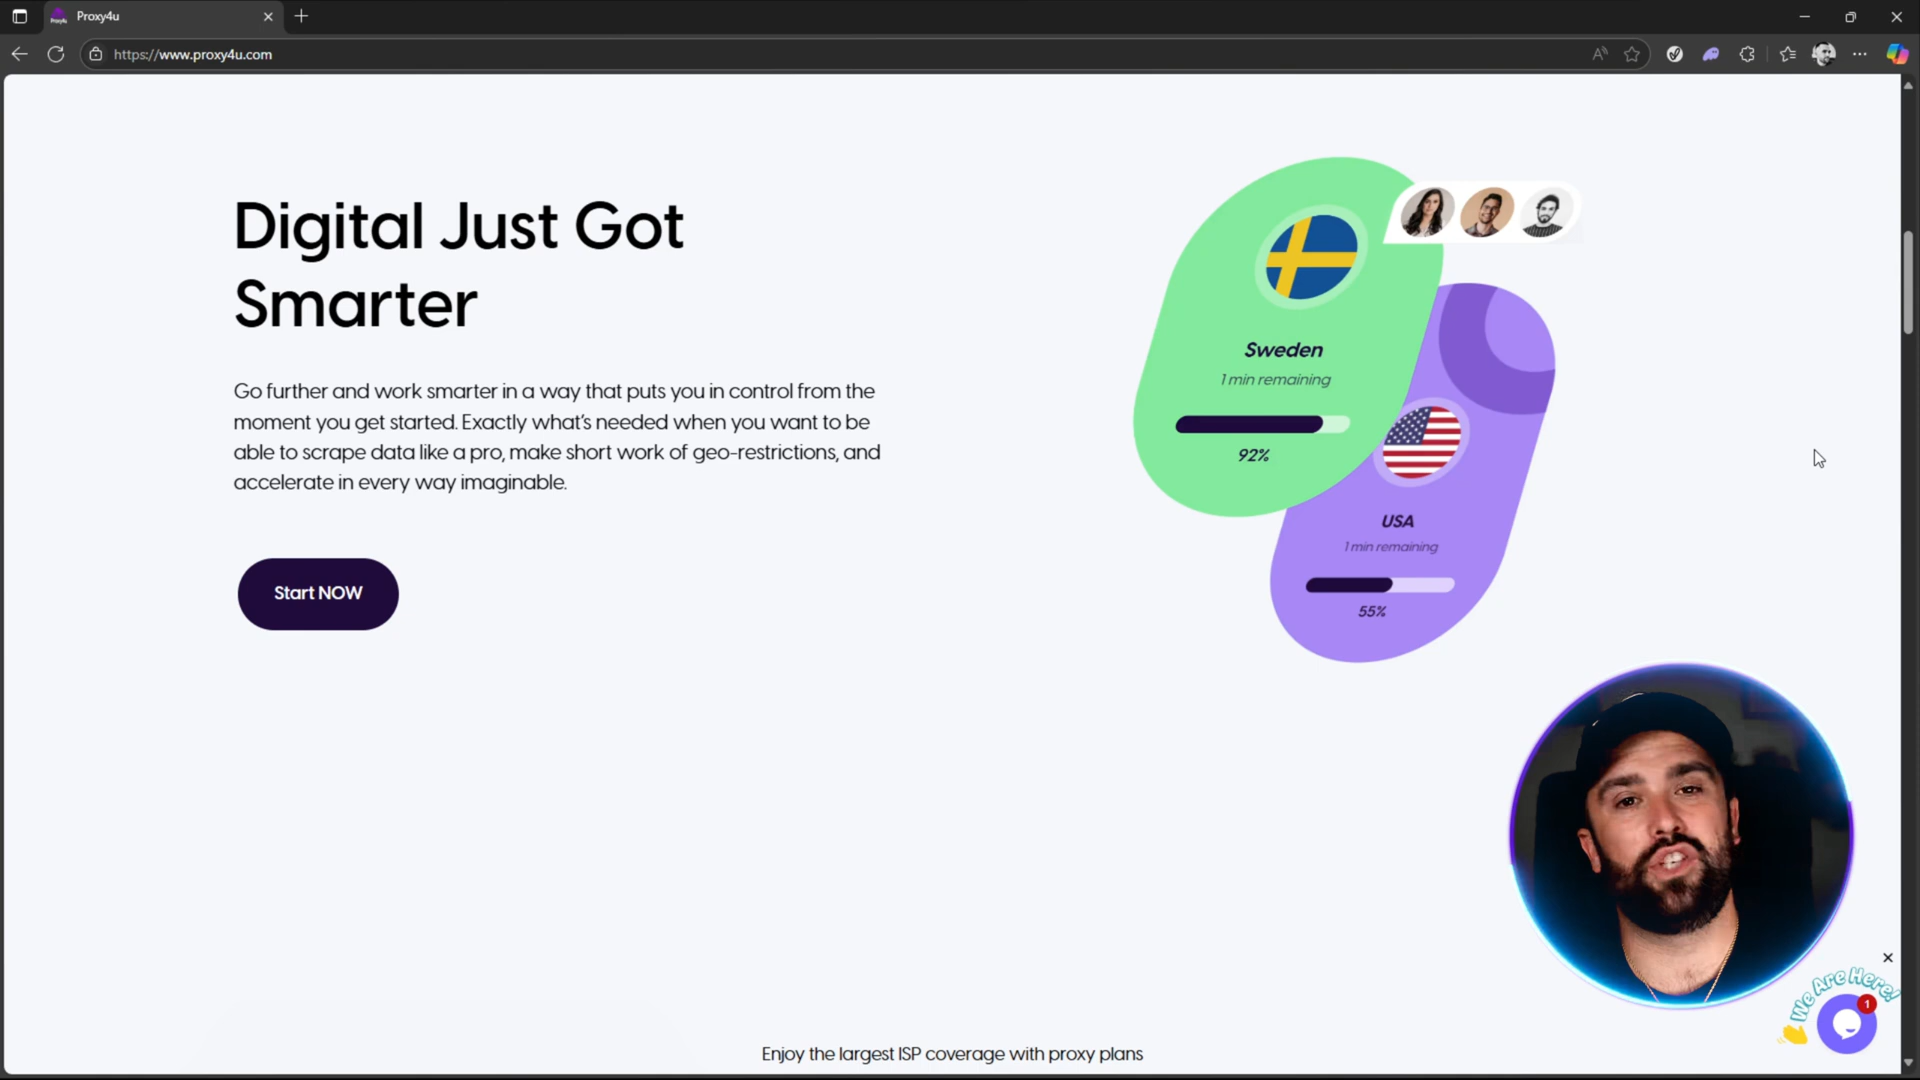 Proxy4u
https://www.proxy4u.com
Digital Just Got
Smarter
Go further and work smarter in a way that puts you in control from the
moment you get started. Exactly what's needed when you want to be
able to scrape data like a pro, make short work of geo-restrictions, and
accelerate in every way imaginable.
Start NOW
Sweden
1 min remaining
92%
USA
1 min remaining
55%
We Are Here!
1
Enjoy the largest ISP coverage with proxy plans